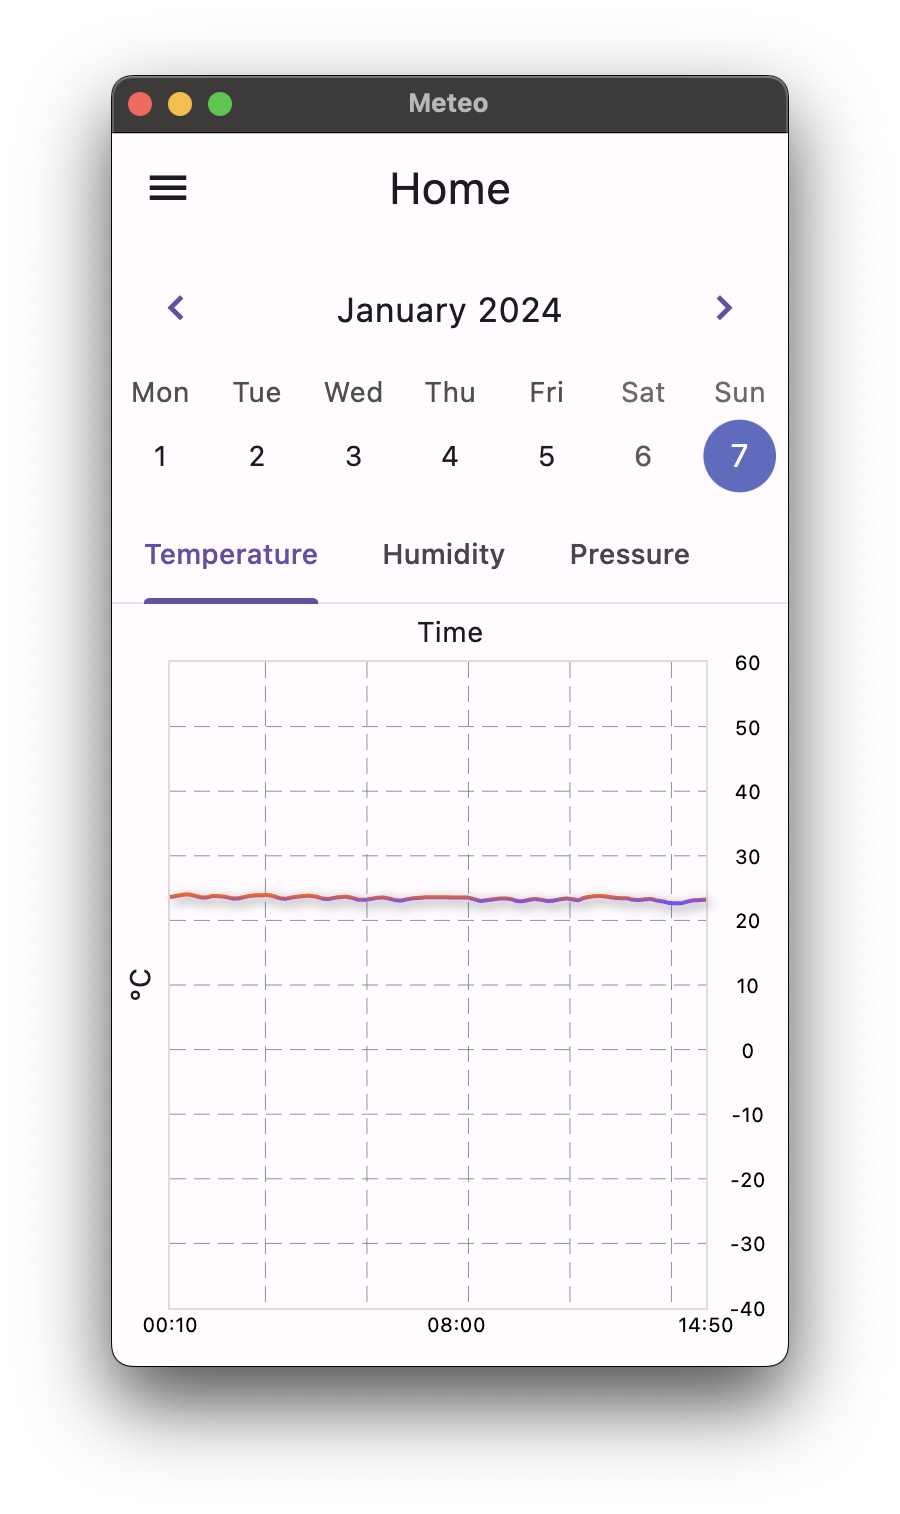 Meteo
Home
January 2024
Mon Tue Wed Thu Fri Sat Sun
1 2 3 4 5 6 7
Temperature Humidity Pressure
Time
60
50
40
30
20
°C
10
0
-10
-20
-30
-40
00:10 08:00 14:50